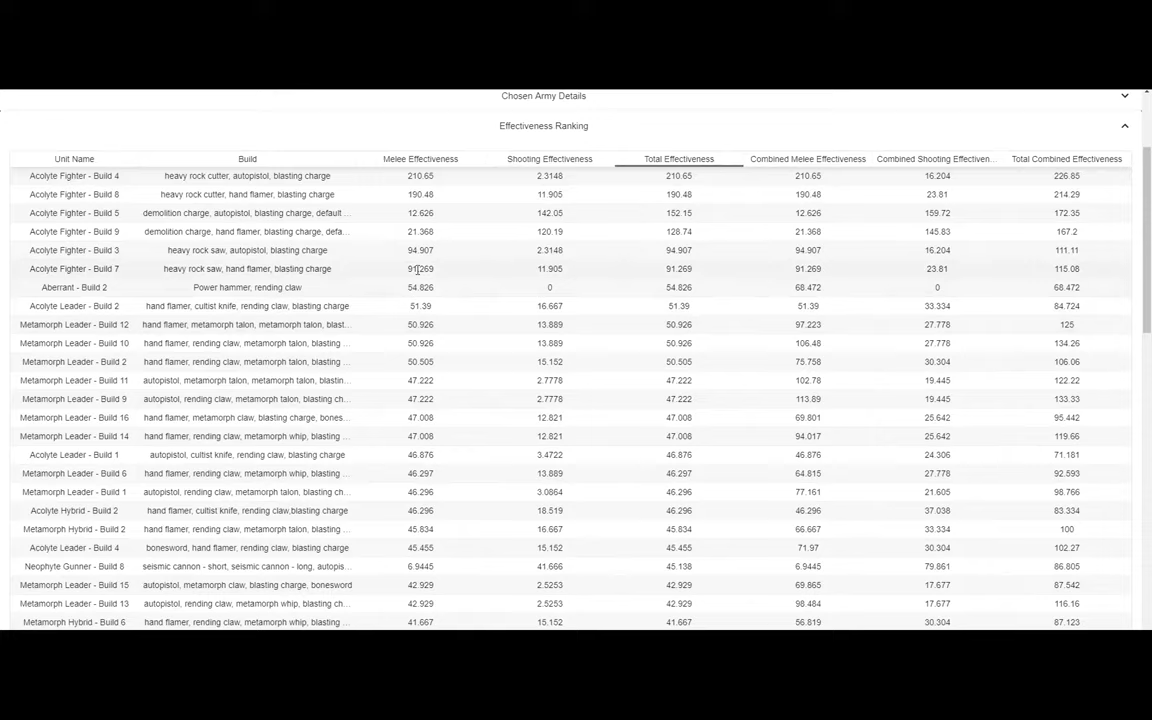 Chosen Army Details
Effectiveness Ranking
Unit Name Build Melee Effectiveness Shooting Effectiveness Total Effectiveness Combined Melee Effectiveness Combined Shooting Effectiven... Total Combined Effectiveness
Acolyte Fighter - Build 4 heavy rock cutter, autopistol, blasting charge 210.65 2.3148 210.65 210.65 16.204 226.85
Acolyte Fighter - Build 8 heavy rock cutter, hand flamer, blasting charge 190.48 11.905 190.48 190.48 23.81 214.29
Acolyte Fighter - Build 5 demolition charge, autopistol, blasting charge, default ... 12.626 142.05 152.15 12.626 159.72 172.35
Acolyte Fighter - Build 9 demolition charge, hand flamer, blasting charge, defa... 21.368 120.19 128.74 21.368 145.83 167.2
Acolyte Fighter - Build 3 heavy rock saw, autopistol, blasting charge 94.907 2.3148 94.907 94.907 16.204 111.11
Acolyte Fighter - Build 7 heavy rock saw, hand flamer, blasting charge 91.269 11.905 91.269 91.269 23.81 115.08
Aberrant - Build 2 Power hammer, rending claw 54.826 0 54.826 68.472 0 68.472
Acolyte Leader - Build 2 hand flamer, cultist knife, rending claw, blasting charge 51.39 16.667 51.39 51.39 33.334 84.724
Metamorph Leader - Build 12 hand flamer, metamorph talon, metamorph talon, blast... 50.926 13.889 50.926 97.223 27.778 125
Metamorph Leader - Build 10 hand flamer, rending claw, metamorph talon, blasting ... 50.926 13.889 50.926 106.48 27.778 134.26
Metamorph Leader - Build 2 hand flamer, rending claw, metamorph talon, blasting ... 50.505 15.152 50.505 75.758 30.304 106.06
Metamorph Leader - Build 11 autopistol, metamorph talon, metamorph talon, blastin... 47.222 2.7778 47.222 102.78 19.445 122.22
Metamorph Leader - Build 9 autopistol, rending claw, metamorph talon, blasting ch... 47.222 2.7778 47.222 113.89 19.445 133.33
Metamorph Leader - Build 16 hand flamer, metamorph claw, blasting charge, bones... 47.008 12.821 47.008 69.801 25.642 95.442
Metamorph Leader - Build 14 hand flamer, rending claw, metamorph whip, blasting ... 47.008 12.821 47.008 94.017 25.642 119.66
Acolyte Leader - Build 1 autopistol, cultist knife, rending claw, blasting charge 46.876 3.4722 46.876 46.876 24.306 71.181
Metamorph Leader - Build 6 hand flamer, rending claw, metamorph whip, blasting ... 46.297 13.889 46.297 64.815 27.778 92.593
Metamorph Leader - Build 1 autopistol, rending claw, metamorph talon, blasting ch... 46.296 3.0864 46.296 77.161 21.605 98.766
Acolyte Hybrid - Build 2 hand flamer, cultist knife, rending claw,blasting charge 46.296 18.519 46.296 46.296 37.038 83.334
Metamorph Hybrid - Build 2 hand flamer, rending claw, metamorph talon, blasting ... 45.834 16.667 45.834 66.667 33.334 100
Acolyte Leader - Build 4 bonesword, hand flamer, rending claw, blasting charge 45.455 15.152 45.455 71.97 30.304 102.27
Neophyte Gunner - Build 8 seismic cannon - short, seismic cannon - long, autopis... 6.9445 41.666 45.138 6.9445 79.861 86.805
Metamorph Leader - Build 15 autopistol, metamorph claw, blasting charge, bonesword 42.929 2.5253 42.929 69.865 17.677 87.542
Metamorph Leader - Build 13 autopistol, rending claw, metamorph whip, blasting ch... 42.929 2.5253 42.929 98.484 17.677 116.16
Metamorph Hybrid - Build 6 hand flamer, rending claw, metamorph whip, blasting ... 41.667 15.152 41.667 56.819 30.304 87.123